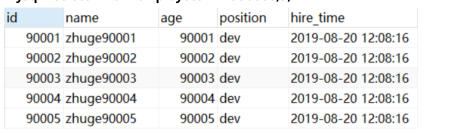 id name age position hire_time
90001 zhuge90001 90001 dev 2019-08-20 12:08:16
90002 zhuge90002 90002 dev 2019-08-20 12:08:16
90003 zhuge90003 90003 dev 2019-08-20 12:08:16
90004 zhuge90004 90004 dev 2019-08-20 12:08:16
90005 zhuge90005 90005 dev 2019-08-20 12:08:16